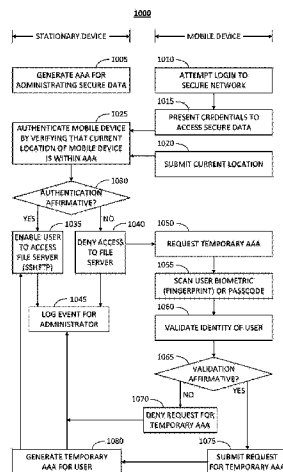 1000
STATIONARY DEVICE
MOBILE DEVICE
1005
GENERATE AAA FOR
ADMINISTRATING SECURE DATA
1010
ATTEMPT LOGIN TO
SECURE NETWORK
1015
PRESENT CREDENTIALS TO
ACCESS SECURE DATA
1025
AUTHENTICATE MOBILE DEVICE
BY VERIFYING THAT CURRENT
LOCATION OF MOBILE DEVICE
IS WITHIN AAA
1020
SUBMIT CURRENT LOCATION
1030
AUTHENTICATION
AFFIRMATIVE?
YES
NO
1035
ENABLE USER
TO ACCESS
FILE SERVER
(SSHFTP)
1040
DENY ACCESS
TO FILE
SERVER
1050
REQUEST TEMPORARY AAA
1055
SCAN USER BIOMETRIC
(FINGERPRINT) OR PASSCODE
1045
LOG EVENT FOR
ADMINISTRATOR
1060
VALIDATE IDENTITY OF USER
1065
VALIDATION
AFFIRMATIVE?
NO
YES
1070
DENY REQUEST FOR
TEMPORARY AAA
1080
GENERATE TEMPORARY
AAA FOR USER
1075
SUBMIT REQUEST
FOR TEMPORARY AAA